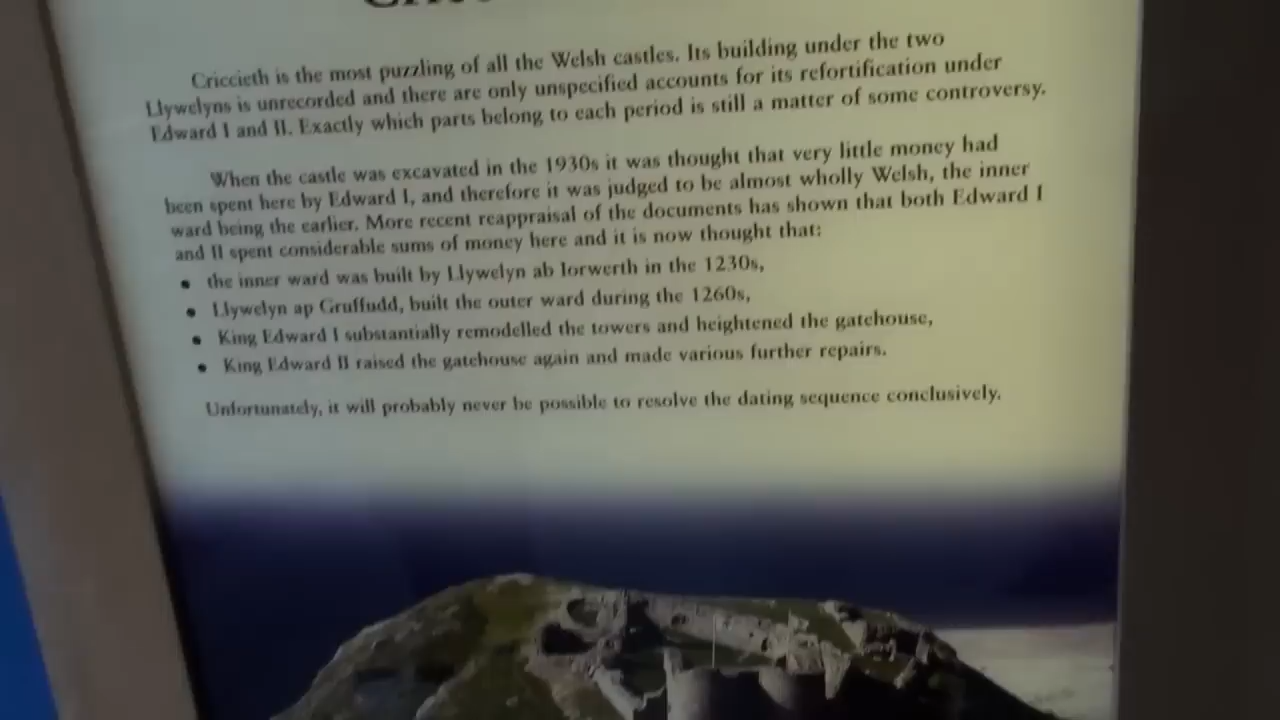 Criccieth is the most puzzling of all the Welsh castles. Its building under the two
Llywelyns is unrecorded and there are only unspecified accounts for its refortification under
Edward I and II. Exactly which parts belong to each period is still a matter of some controversy.
When the castle was excavated in the 1930s it was thought that very little money had
been spent here by Edward I, and therefore it was judged to be almost wholly Welsh, the inner
ward being the earlier. More recent reappraisal of the documents has shown that both Edward I
and II spent considerable sums of money here and it is now thought that:
• the inner ward was built by Llywelyn ab Iorwerth in the 1230s,
• Llywelyn ap Gruffudd, built the outer ward during the 1260s,
• King Edward I substantially remodelled the towers and heightened the gatehouse,
• King Edward II raised the gatehouse again and made various further repairs.
Unfortunately, it will probably never be possible to resolve the dating sequence conclusively.